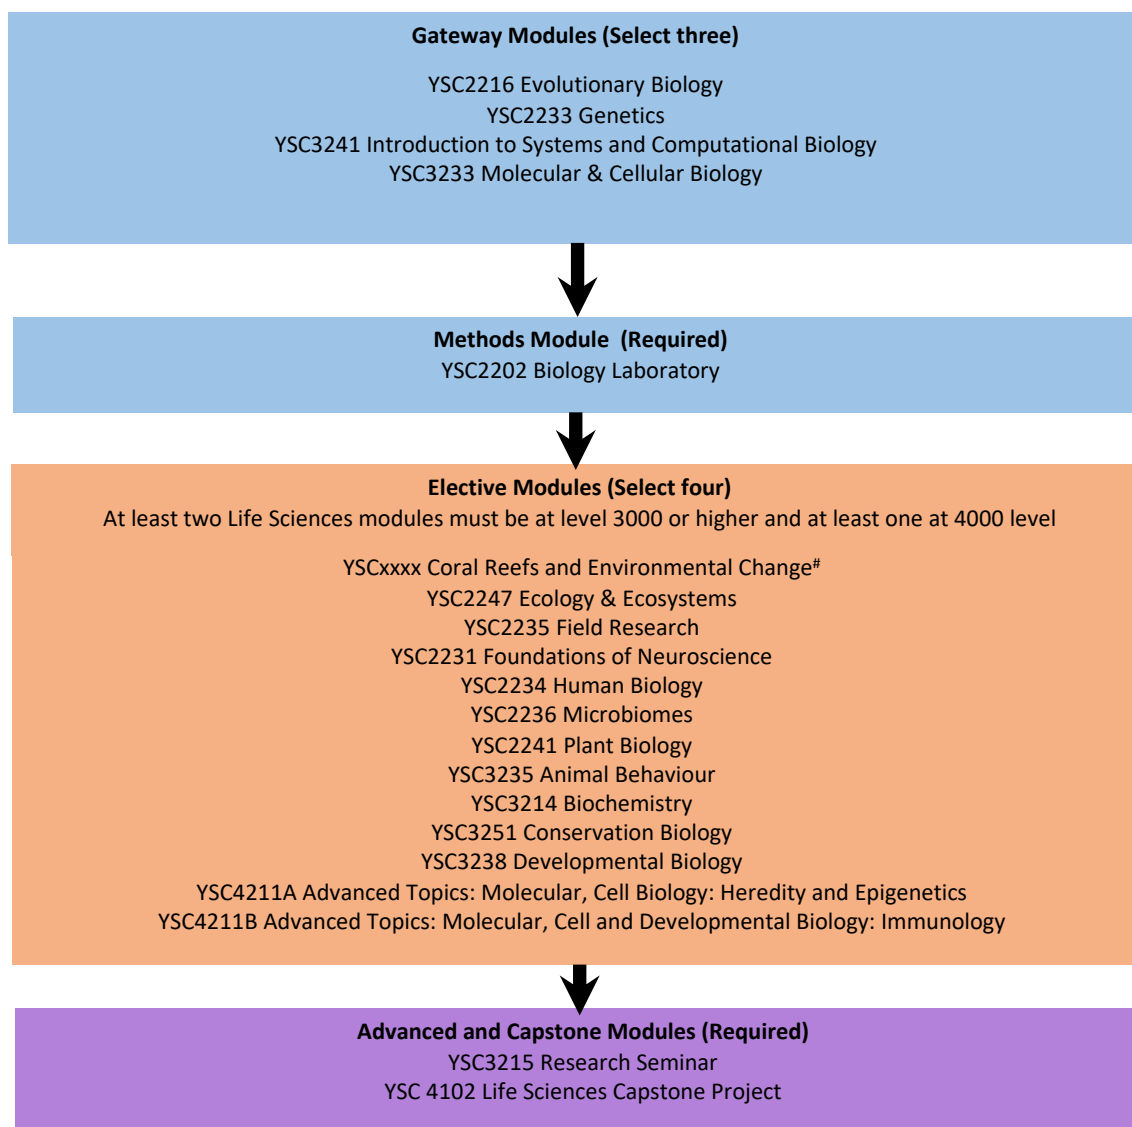 Gateway Modules (Select three)
YSC2216 Evolutionary Biology
YSC2233 Genetics
YSC3241 Introduction to Systems and Computational Biology
YSC3233 Molecular & Cellular Biology
Methods Module (Required)
YSC2202 Biology Laboratory
Elective Modules (Select four)
At least two Life Sciences modules must be at level 3000 or higher and at least one at 4000 level
YSCxxxx Coral Reefs and Environmental Change#
YSC2247 Ecology & Ecosystems
YSC2235 Field Research
YSC2231 Foundations of Neuroscience
YSC2234 Human Biology
YSC2236 Microbiomes
YSC2241 Plant Biology
YSC3235 Animal Behaviour
YSC3214 Biochemistry
YSC3251 Conservation Biology
YSC3238 Developmental Biology
YSC4211A Advanced Topics: Molecular, Cell Biology: Heredity and Epigenetics
YSC4211B Advanced Topics: Molecular, Cell and Developmental Biology: Immunology
Advanced and Capstone Modules (Required)
YSC3215 Research Seminar
YSC 4102 Life Sciences Capstone Project